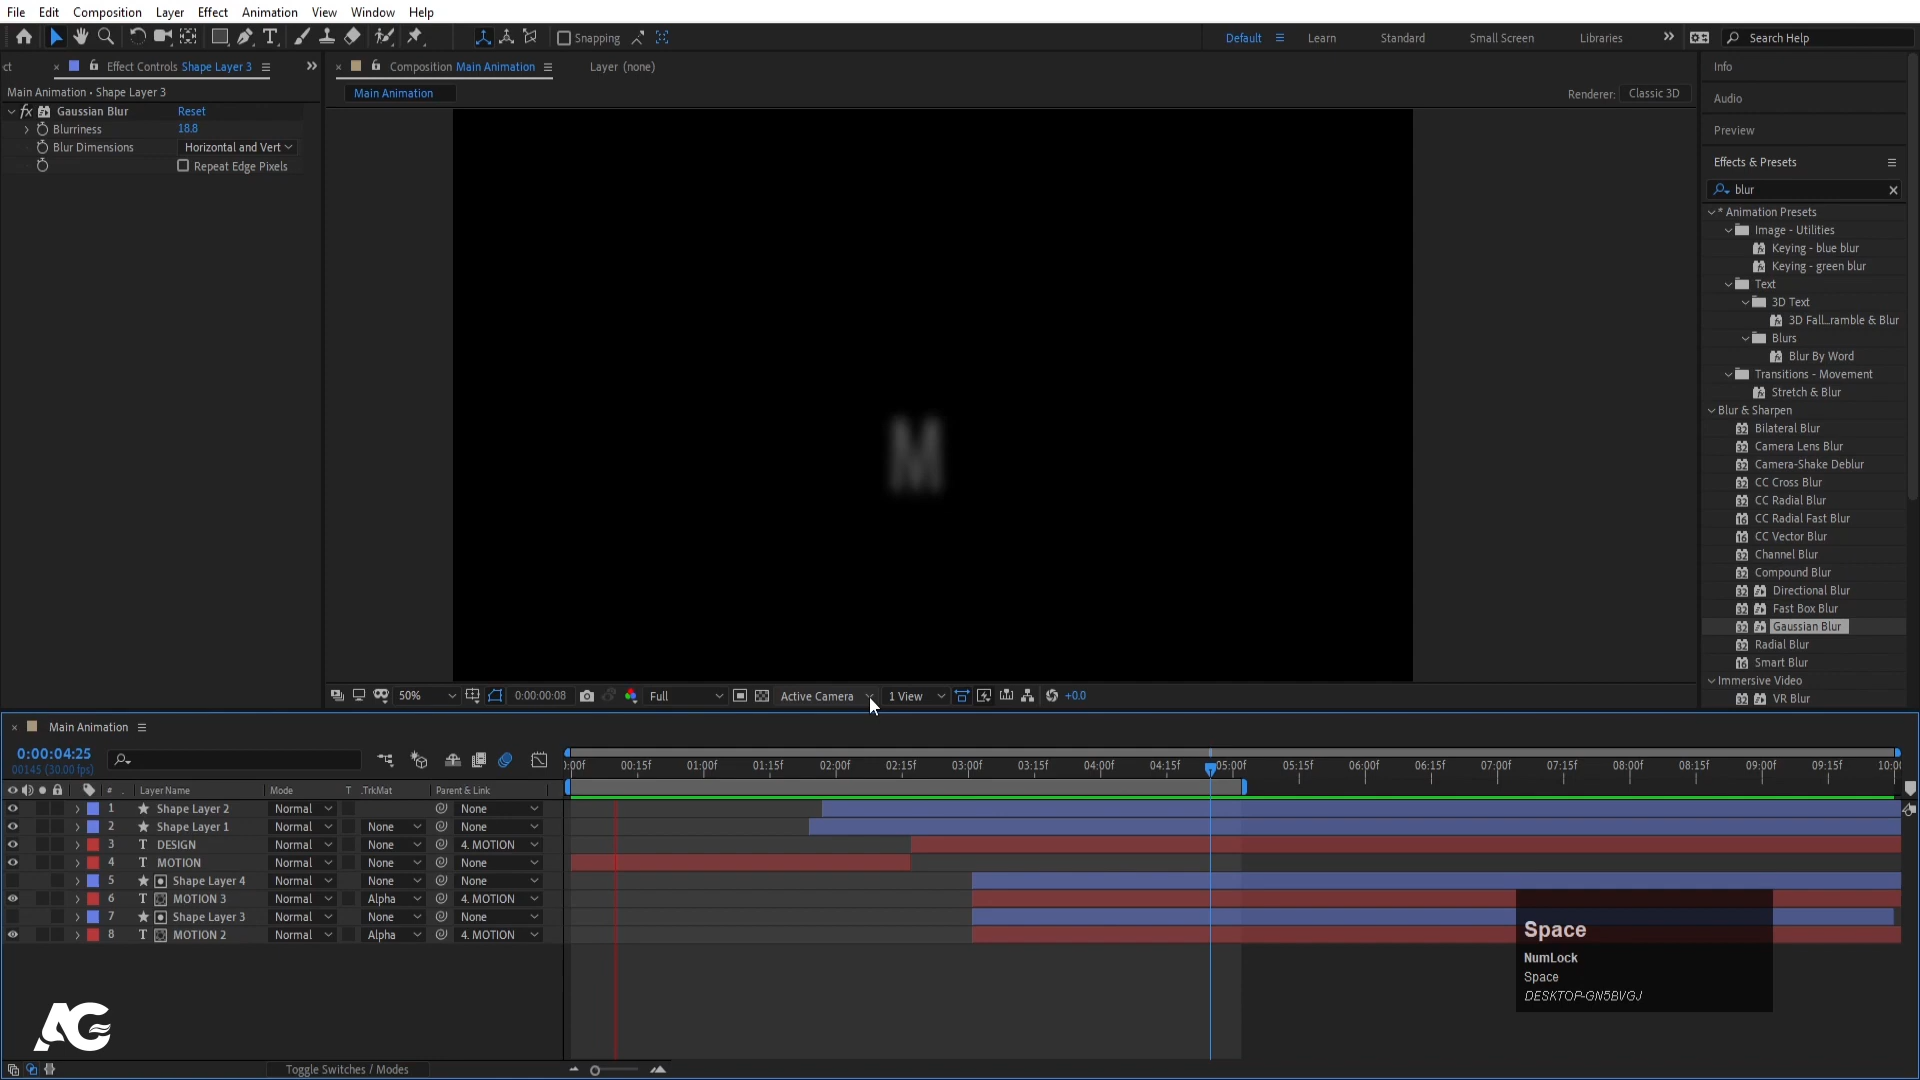 File Edit Composition Layer Effect Animation View Window Help
Snapping Default Learn Standard Small Screen Libraries Search Help
ct Effect Controls Shape Layer 3 Composition Main Animation Layer (none) Info
Main Animation • Shape Layer 3 Main Animation Renderer: Classic 3D Audio
fx Gaussian Blur Reset
Blurriness 18.8 Preview
Blur Dimensions Horizontal and Vert
Repeat Edge Pixels Effects & Presets
blur
* Animation Presets
Image - Utilities
Keying - blue blur
Keying - green blur
Text
3D Text
3D Fall...ramble & Blur
Blurs
Blur By Word
Transitions - Movement
Stretch & Blur
Blur & Sharpen
Bilateral Blur
Camera Lens Blur
Camera-Shake Deblur
CC Cross Blur
CC Radial Blur
CC Radial Fast Blur
CC Vector Blur
Channel Blur
Compound Blur
Directional Blur
Fast Box Blur
Gaussian Blur
Radial Blur
Smart Blur
Immersive Video
VR Blur
M
50% 0:00:00:08 Full Active Camera 1 View +0.0
Main Animation
0:00:04:25
00145 (30.00 fps)
):00f 00:15f 01:00f 01:15f 02:00f 02:15f 03:00f 03:15f 04:00f 04:15f 05:00f 05:15f 06:00f 06:15f 07:00f 07:15f 08:00f 08:15f 09:00f 09:15f 10:0(
# . Layer Name Mode T .TrkMat Parent & Link
1 Shape Layer 2 Normal None
2 Shape Layer 1 Normal None None
3 T DESIGN Normal None 4. MOTION
4 T MOTION Normal None None
5 Shape Layer 4 Normal None None
6 T MOTION 3 Normal Alpha 4. MOTION
7 Shape Layer 3 Normal None None
8 T MOTION 2 Normal Alpha 4. MOTION
Space
NumLock
Space
DESKTOP-GN5BVGJ
AG
Toggle Switches / Modes